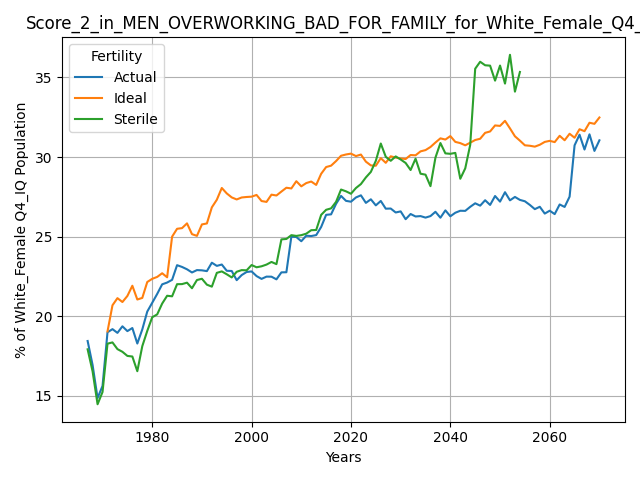 Score_2_in_MEN_OVERWORKING_BAD_FOR_FAMILY_for_White_Female_Q4_
Fertility
Actual
Ideal
Sterile
% of White_Female Q4_IQ Population
35
30
25
20
15
1980
2000
2020
2040
2060
Years